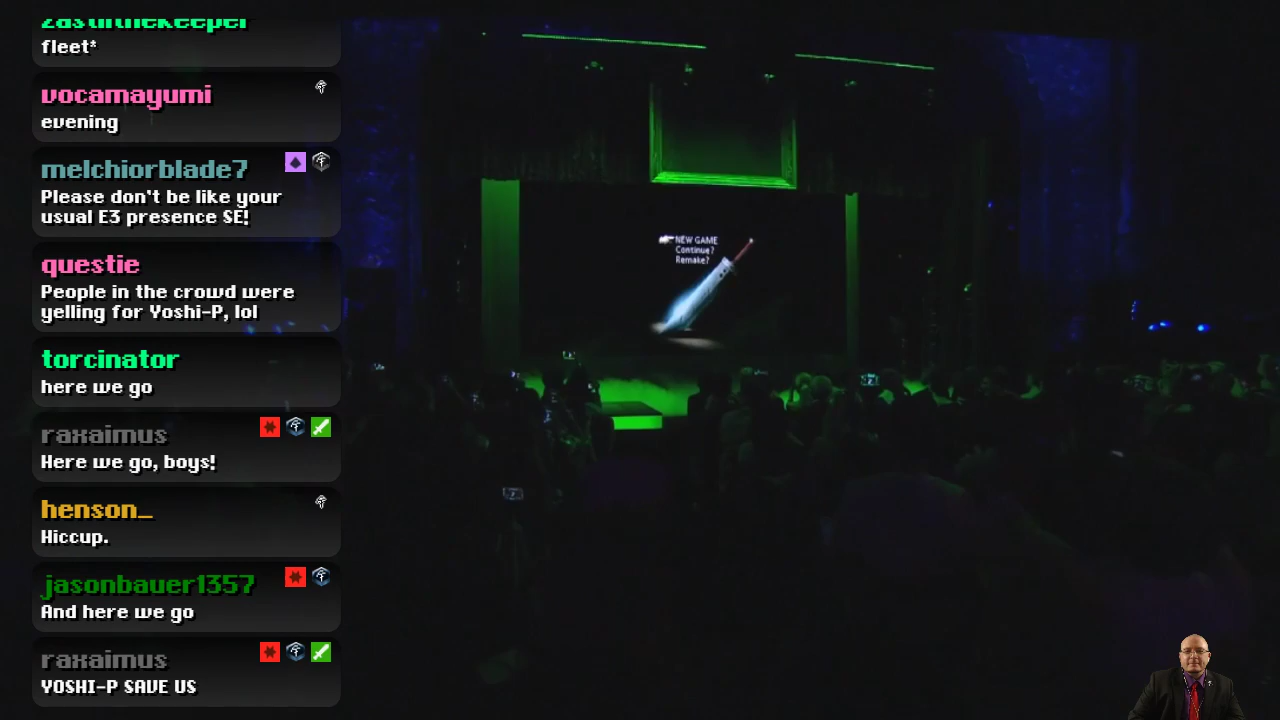 zastinthekeeper
fleet*
vocamayumi
evening
melchiorblade7
Please don't be like your
usual E3 presence SE!
questie
People in the crowd were
yelling for Yoshi-P, lol
torcinator
here we go
raxaimus
Here we go, boys!
henson_
Hiccup.
jasonbauer1357
And here we go
raxaimus
YOSHI-P SAVE US
NEW GAME
Continue?
Remake?